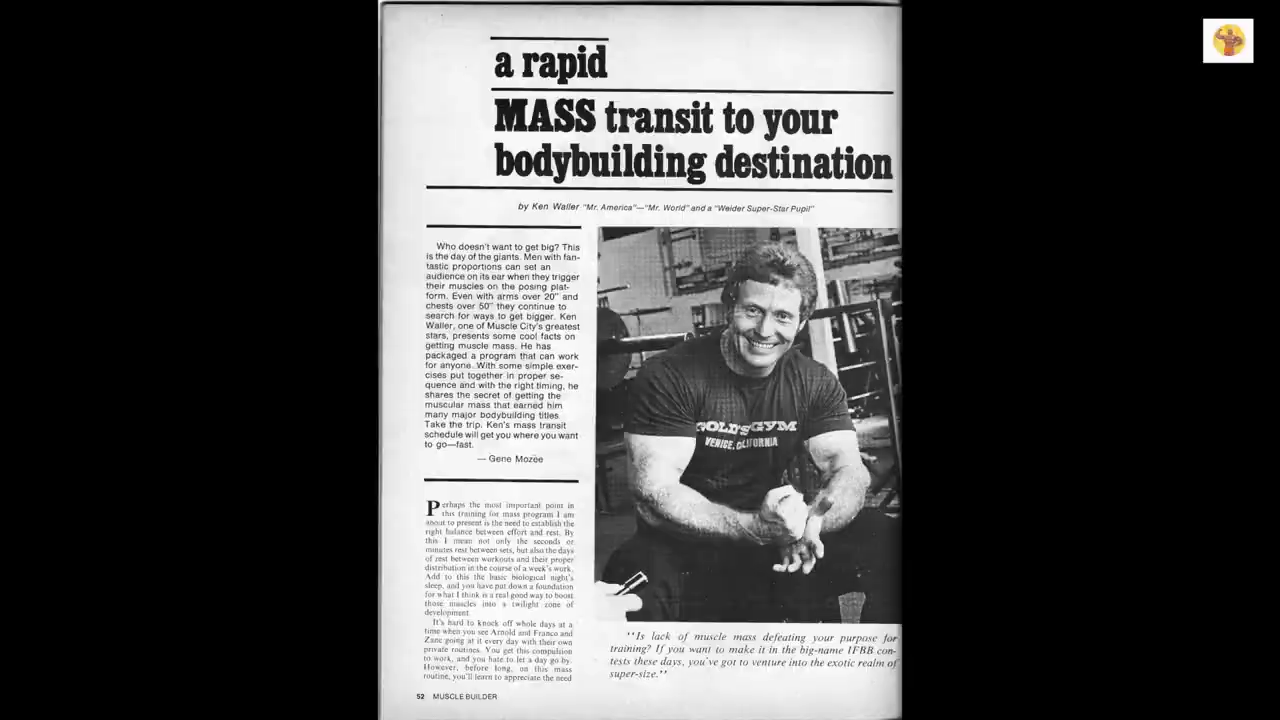 a rapid
MASS transit to your
bodybuilding destination
by Ken Waller "Mr. America"—"Mr. World" and a "Weider Super-Star Pupil"
Who doesn't want to get big? This
is the day of the giants. Men with fan-
tastic proportions can set an
audience on its ear when they trigger
their muscles on the posing plat-
form. Even with arms over 20" and
chests over 50" they continue to
search for ways to get bigger. Ken
Waller, one of Muscle City's greatest
stars, presents some cool facts on
getting muscle mass. He has
packaged a program that can work
for anyone. With some simple exer-
cises put together in proper se-
quence and with the right timing, he
shares the secret of getting the
muscular mass that earned him
many major bodybuilding titles.
Take the trip. Ken's mass transit
schedule will get you where you want
to go—fast.
— Gene Mozee
Perhaps the most important point in
this training for mass program I am
about to present is the need to establish the
right balance between effort and rest. By
this I mean not only the seconds or
minutes rest between sets, but also the days
of rest between workouts and their proper
distribution in the course of a week's work.
Add to this the basic biological night's
sleep, and you have put down a foundation
for what I think is a real good way to boost
those muscles into a twilight zone of
development.
It's hard to knock off whole days at a
time when you see Arnold and Franco and
Zane going at it every day with their own
private routines. You get this compulsion
to work, and you hate to let a day go by.
However, before long, on this mass
routine, you'll learn to appreciate the need
GOLD'S GYM
VENICE, CALIFORNIA
"Is lack of muscle mass defeating your purpose for
training? If you want to make it in the big-name IFBB con-
tests these days, you've got to venture into the exotic realm of
super-size."
52 MUSCLE BUILDER